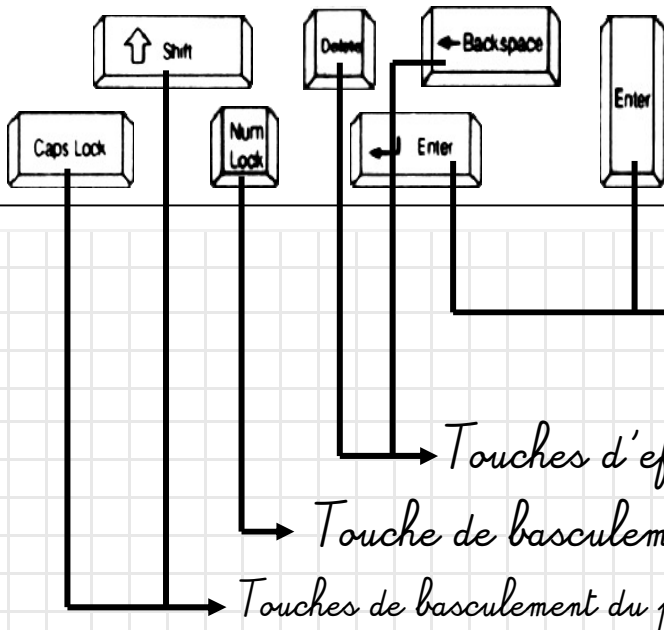 Shift
Delete
Backspace
Enter
Caps Lock
Num
Lock
Enter
Touches d'ef
Touche de basculem
Touches de basculement du